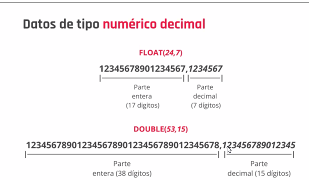 Datos de tipo numérico decimal
FLOAT(24,7)
12345678901234567,1234567
Parte entera (17 dígitos)
Parte decimal (7 dígitos)
DOUBLE(53,15)
12345678901234567890123456789012345678,123456789012345
Parte entera (38 dígitos)
Parte decimal (15 dígitos)